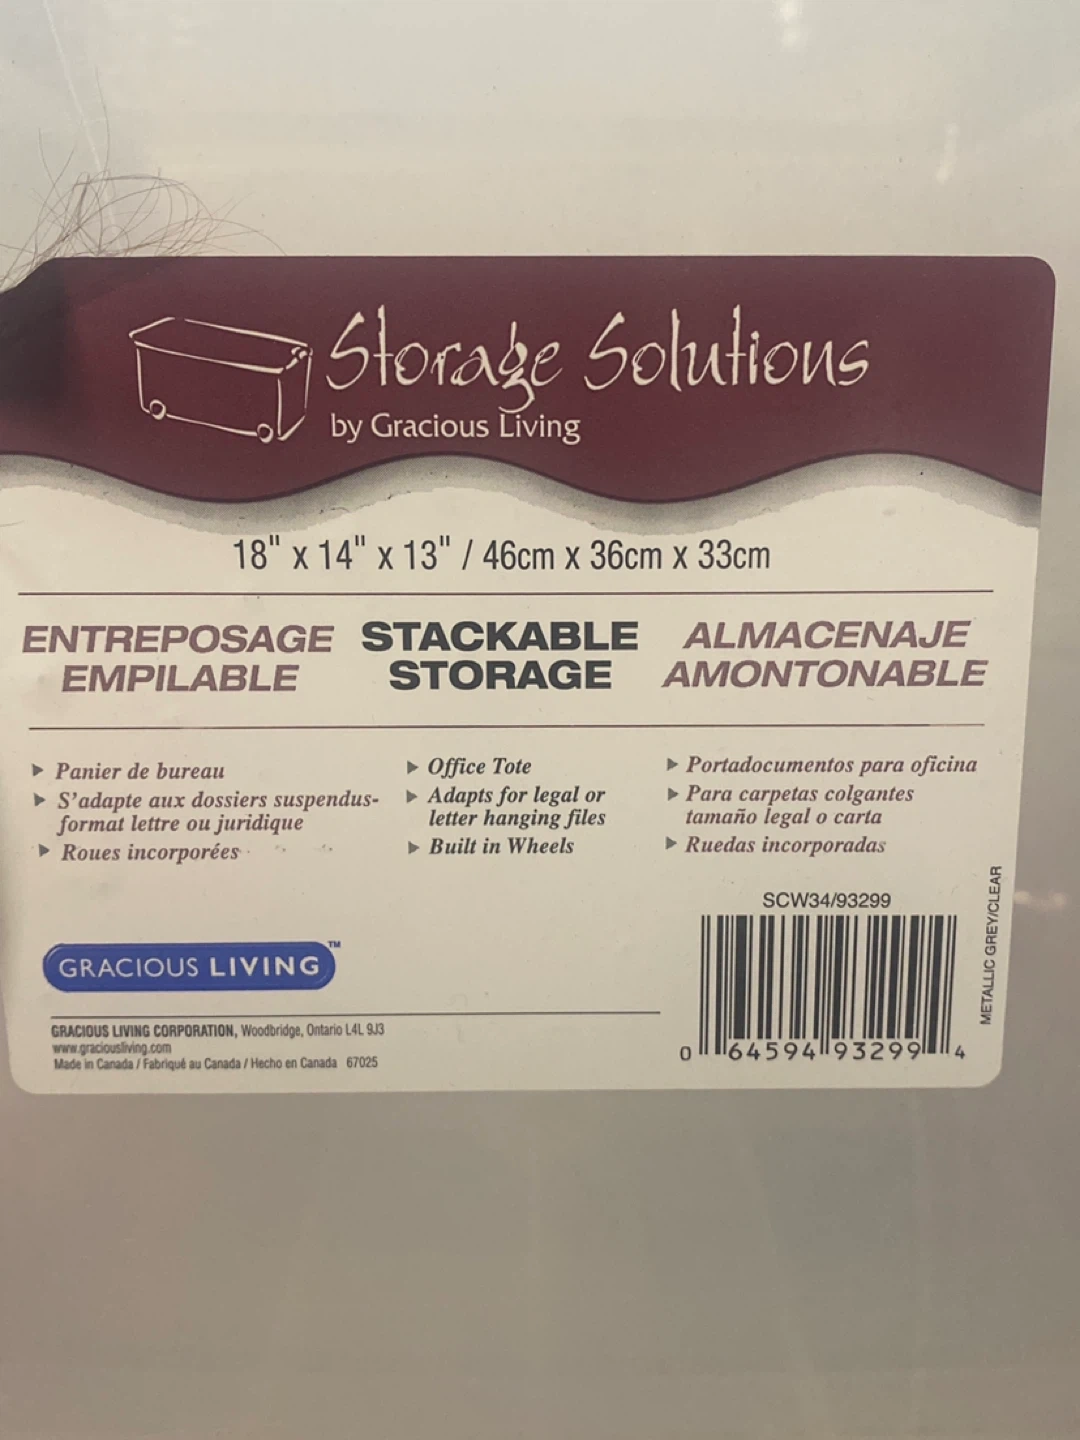 Storage Solutions
by Gracious Living
18" x 14" x 13" / 46cm x 36cm x 33cm
ENTREPOSAGE
EMPILABLE
STACKABLE
STORAGE
ALMACENAJE
AMONTONABLE
▶ Panier de bureau
▶ S'adapte aux dossiers suspendus-
format lettre ou juridique
▶ Roues incorporées
▶ Office Tote
▶ Adapts for legal or
letter hanging files
▶ Built in Wheels
▶ Portadocumentos para oficina
▶ Para carpetas colgantes
tamaño legal o carta
▶ Ruedas incorporadas
SCW34/93299
METALLIC GREY/CLEAR
0 64594 93299 4
GRACIOUS LIVING™
GRACIOUS LIVING CORPORATION, Woodbridge, Ontario L4L 9J3
www.graciousliving.com
Made in Canada / Fabriqué au Canada / Hecho en Canada 67025